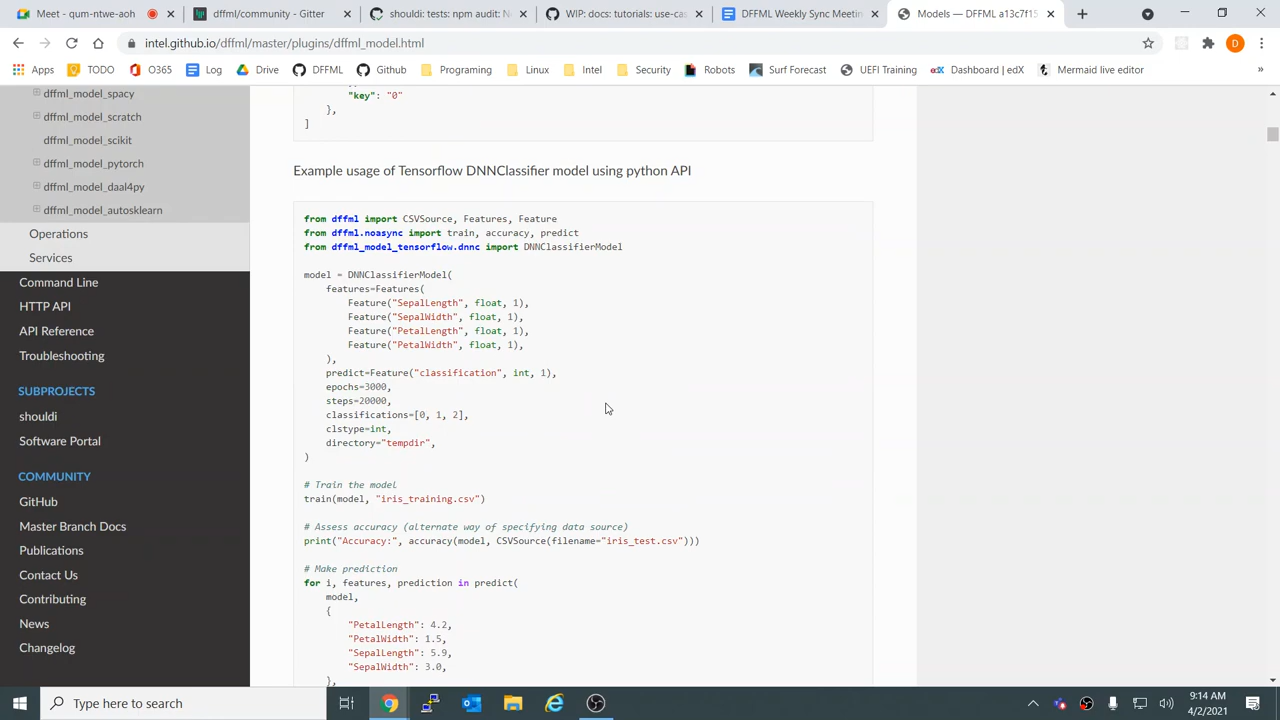 Meet - qum-ntwe-aoh
dffml/community - Gitter
shouldi: tests: npm audit: Ne
WIP: docs: tutorials: use-cas
DFFML Weekly Sync Meetin
Models — DFFML a13c7f15
intel.github.io/dffml/master/plugins/dffml_model.html
D
Apps
TODO
O365
Log
Drive
DFFML
Github
Programing
Linux
Intel
Security
Robots
Surf Forecast
UEFI Training
edX Dashboard | edX
Mermaid live editor
»
dffml_model_spacy
dffml_model_scratch
dffml_model_scikit
dffml_model_pytorch
dffml_model_daal4py
dffml_model_autosklearn
Operations
Services
Command Line
HTTP API
API Reference
Troubleshooting
SUBPROJECTS
shouldi
Software Portal
COMMUNITY
GitHub
Master Branch Docs
Publications
Contact Us
Contributing
News
Changelog
"key": "0"
},
]
Example usage of Tensorflow DNNClassifier model using python API
from dffml import CSVSource, Features, Feature
from dffml.noasync import train, accuracy, predict
from dffml_model_tensorflow.dnnc import DNNClassifierModel
model = DNNClassifierModel(
features=Features(
Feature("SepalLength", float, 1),
Feature("SepalWidth", float, 1),
Feature("PetalLength", float, 1),
Feature("PetalWidth", float, 1),
),
predict=Feature("classification", int, 1),
epochs=3000,
steps=20000,
classifications=[0, 1, 2],
clstype=int,
directory="tempdir",
)
# Train the model
train(model, "iris_training.csv")
# Assess accuracy (alternate way of specifying data source)
print("Accuracy:", accuracy(model, CSVSource(filename="iris_test.csv")))
# Make prediction
for i, features, prediction in predict(
model,
{
"PetalLength": 4.2,
"PetalWidth": 1.5,
"SepalLength": 5.9,
"SepalWidth": 3.0,
},
Type here to search
9:14 AM
4/2/2021